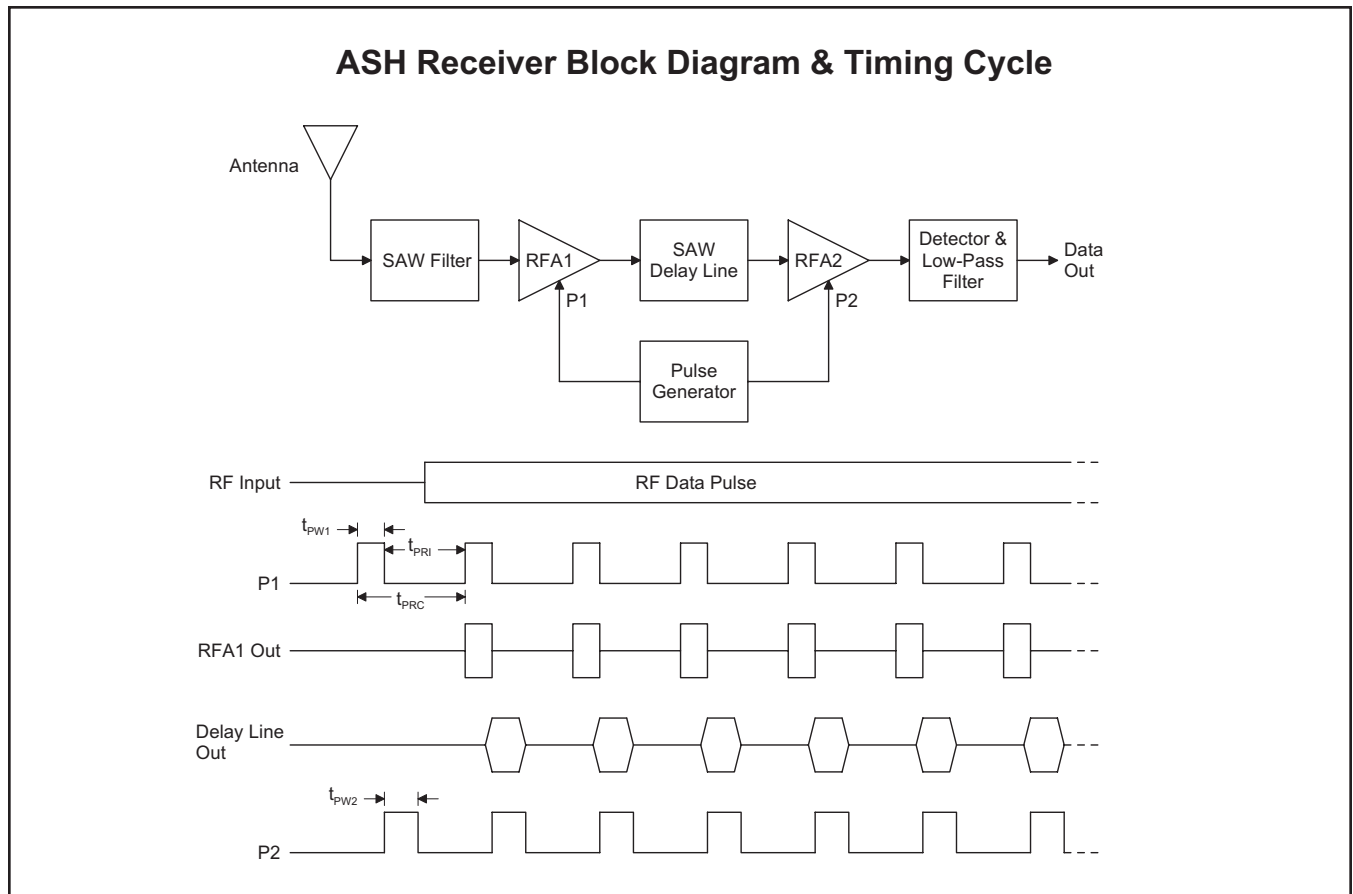 ASH Receiver Block Diagram & Timing Cycle
Antenna
SAW Filter
RFA1
SAW
Delay Line
RFA2
Detector &
Low-Pass
Filter
Data
Out
P1
P2
Pulse
Generator
RF Input
RF Data Pulse
tPW1
tPRI
P1
tPRC
RFA1 Out
Delay Line
Out
tPW2
P2